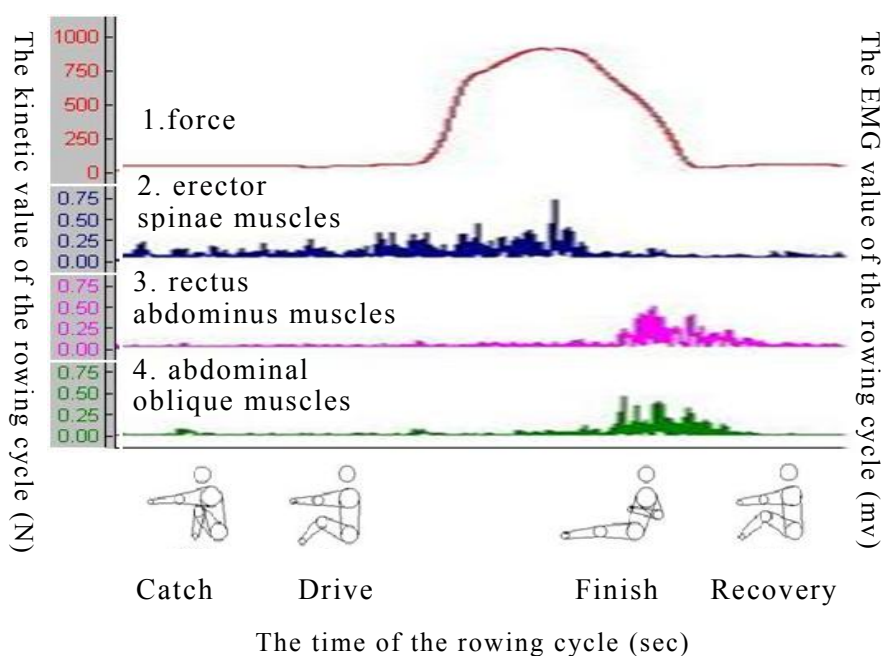 The kinetic value of the rowing cycle (N)
1000
750
500
250
0
1.force
0.75
0.50
0.25
0.00
2. erector
spinae muscles
0.75
0.50
0.25
0.00
3. rectus
abdominus muscles
0.75
0.50
0.25
0.00
4. abdominal
oblique muscles
The EMG value of the rowing cycle (mv)
Catch Drive Finish Recovery
The time of the rowing cycle (sec)